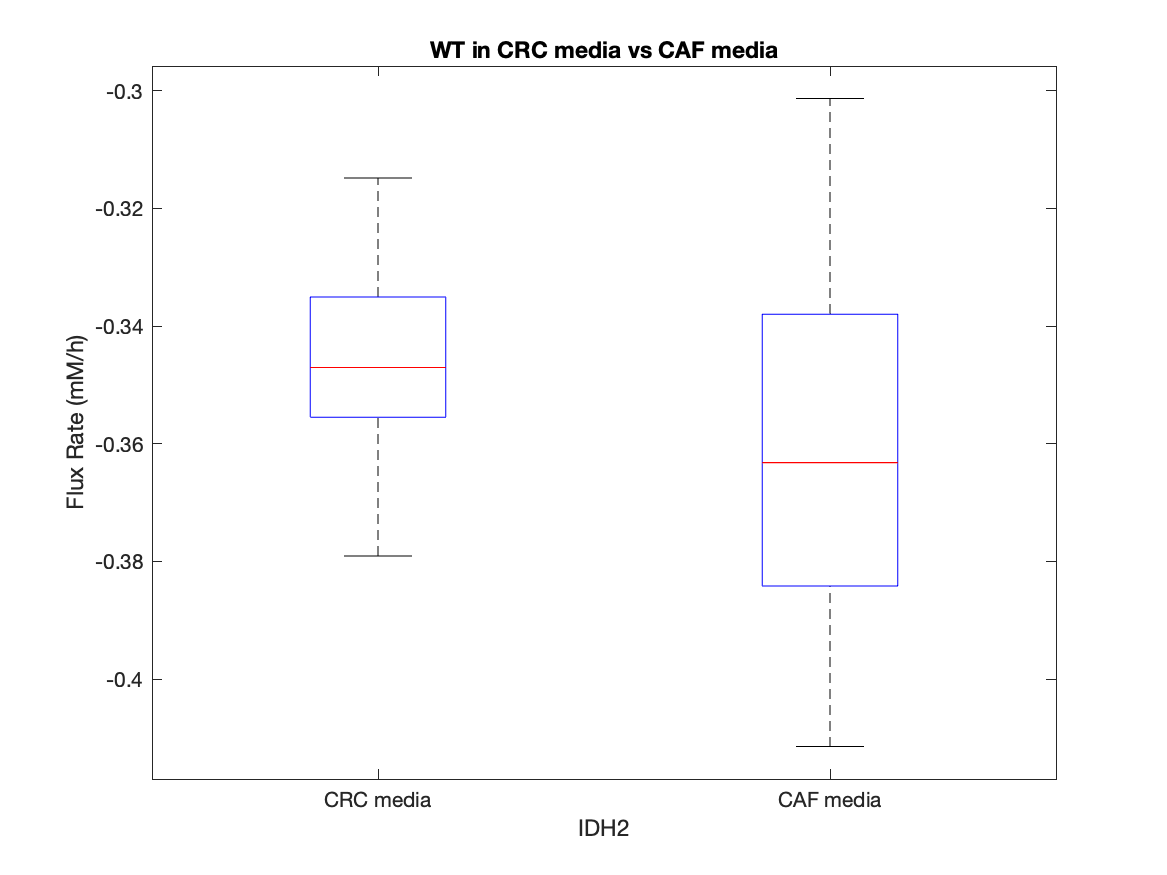 WT in CRC media vs CAF media
-0.3
-0.32
-0.34
-0.36
-0.38
-0.4
Flux Rate (mM/h)
CRC media
CAF media
IDH2